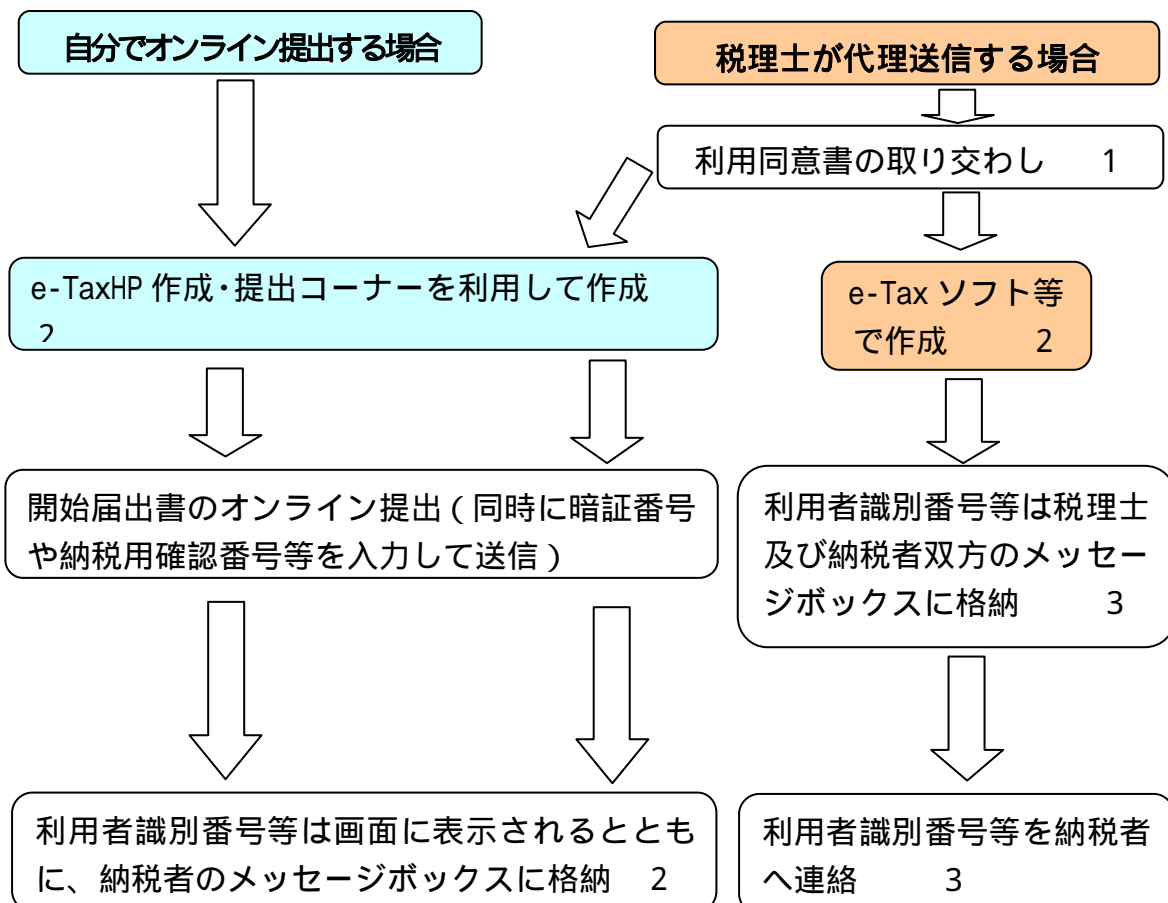 自分でオンライン提出する場合
税理士が代理送信する場合
利用同意書の取り交わし 1
e-TaxHP 作成・提出コーナーを利用して作成
2
e-Tax ソフト等
で作成 2
開始届出書のオンライン提出（同時に暗証番号
や納税用確認番号等を入力して送信）
利用者識別番号等は税理士
及び納税者双方のメッセー
ジボックスに格納 3
利用者識別番号等は画面に表示されるととも
に、納税者のメッセージボックスに格納 2
利用者識別番号等を納税者
へ連絡 3